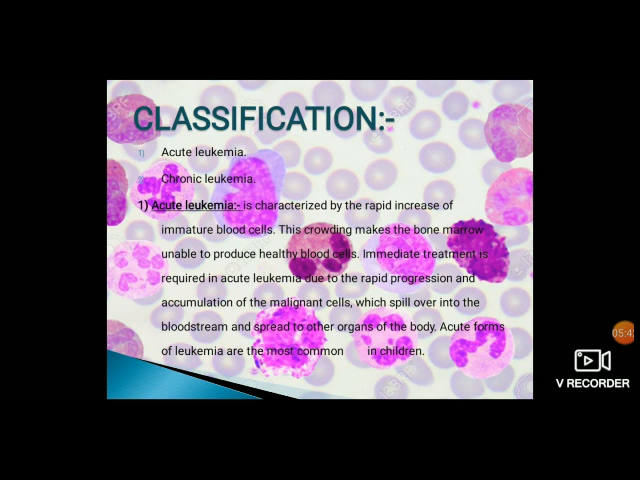 CLASSIFICATION:-
1) Acute leukemia.
Chronic leukemia.
1) Acute leukemia:- is characterized by the rapid increase of
immature blood cells. This crowding makes the bone marrow
unable to produce healthy blood cells. Immediate treatment is
required in acute leukemia due to the rapid progression and
accumulation of the malignant cells, which spill over into the
bloodstream and spread to other organs of the body. Acute forms
of leukemia are the most common in children.
V RECORDER